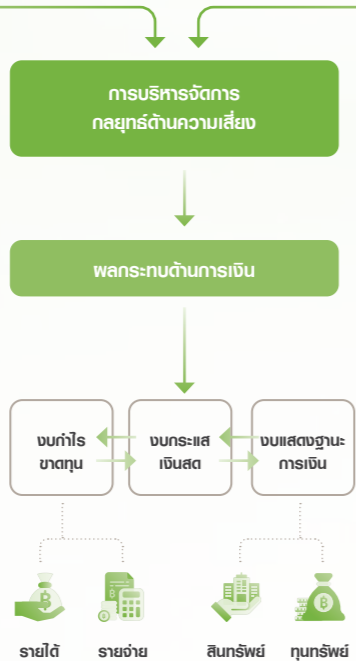 การบริหารจัดการ
กลยุทธ์ด้านความเสี่ยง
ผลกระทบด้านการเงิน
งบกำไร
ขาดทุน
งบกระแส
เงินสด
งบแสดงฐานะ
การเงิน
รายได้
รายจ่าย
สินทรัพย์
ทุนทรัพย์